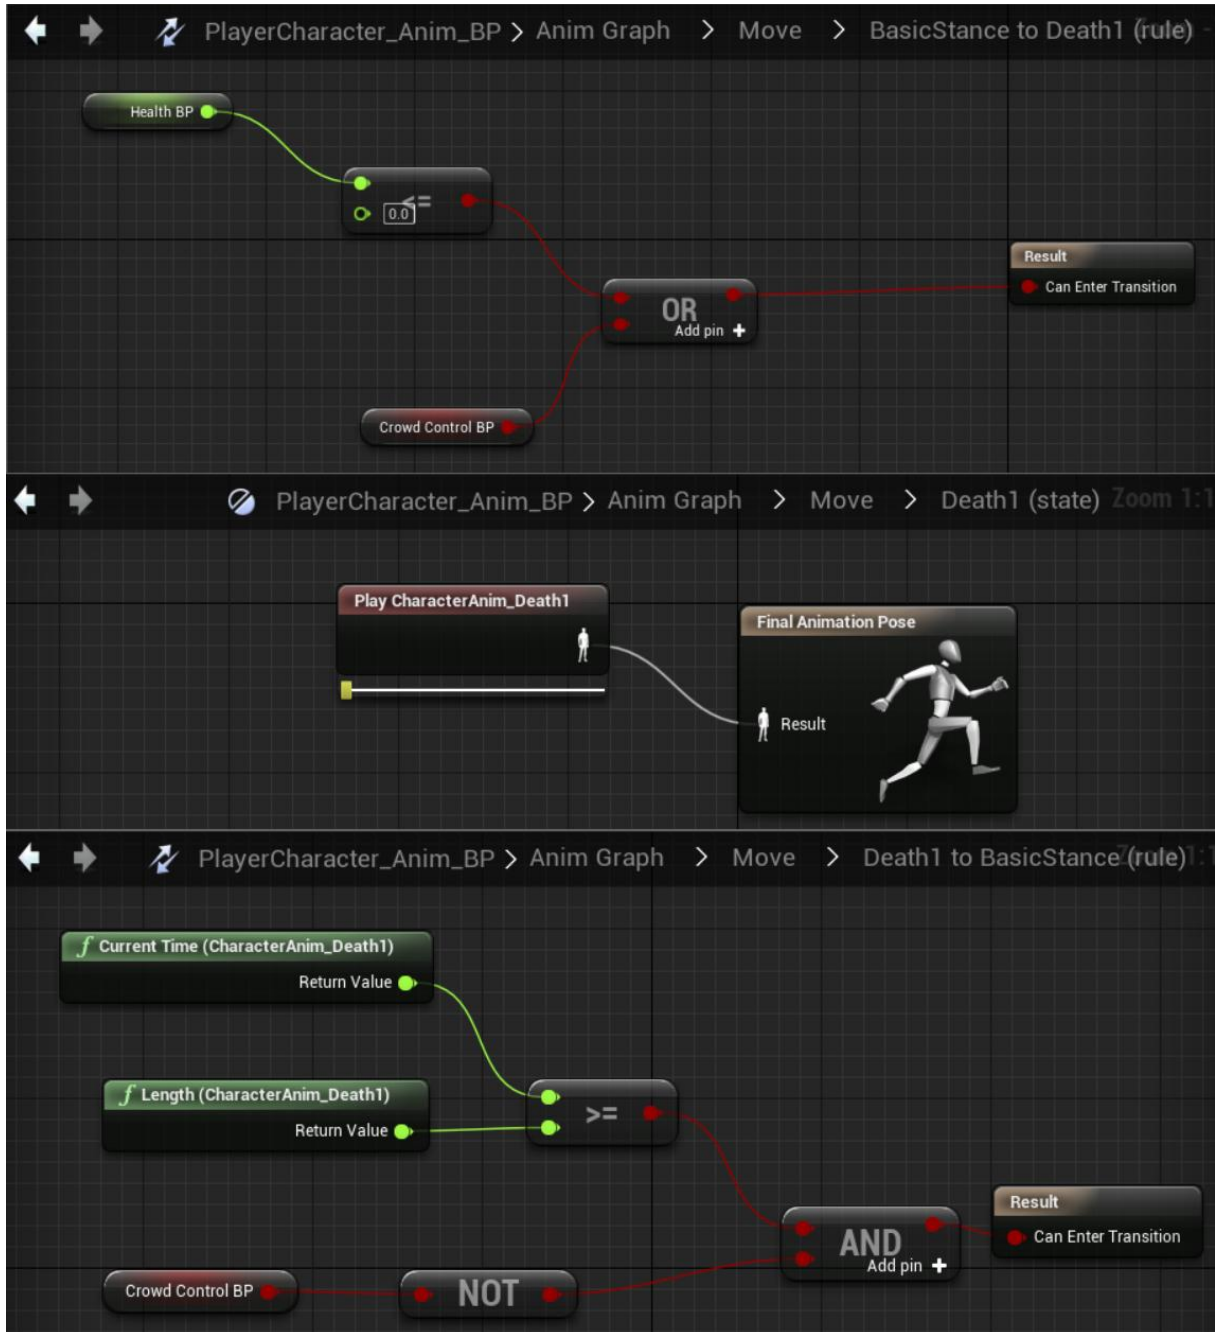 PlayerCharacter_Anim_BP > Anim Graph > Move > BasicStance to Death1 (rule)
Health BP
<=
0.0
Result
Can Enter Transition
OR
Add pin +
Crowd Control BP
PlayerCharacter_Anim_BP > Anim Graph > Move > Death1 (state) Zoom 1:1
Play CharacterAnim_Death1
Final Animation Pose
Result
PlayerCharacter_Anim_BP > Anim Graph > Move > Death1 to BasicStance (rule)
f Current Time (CharacterAnim_Death1)
Return Value
f Length (CharacterAnim_Death1)
Return Value
>=
Result
Can Enter Transition
AND
Add pin +
Crowd Control BP
NOT